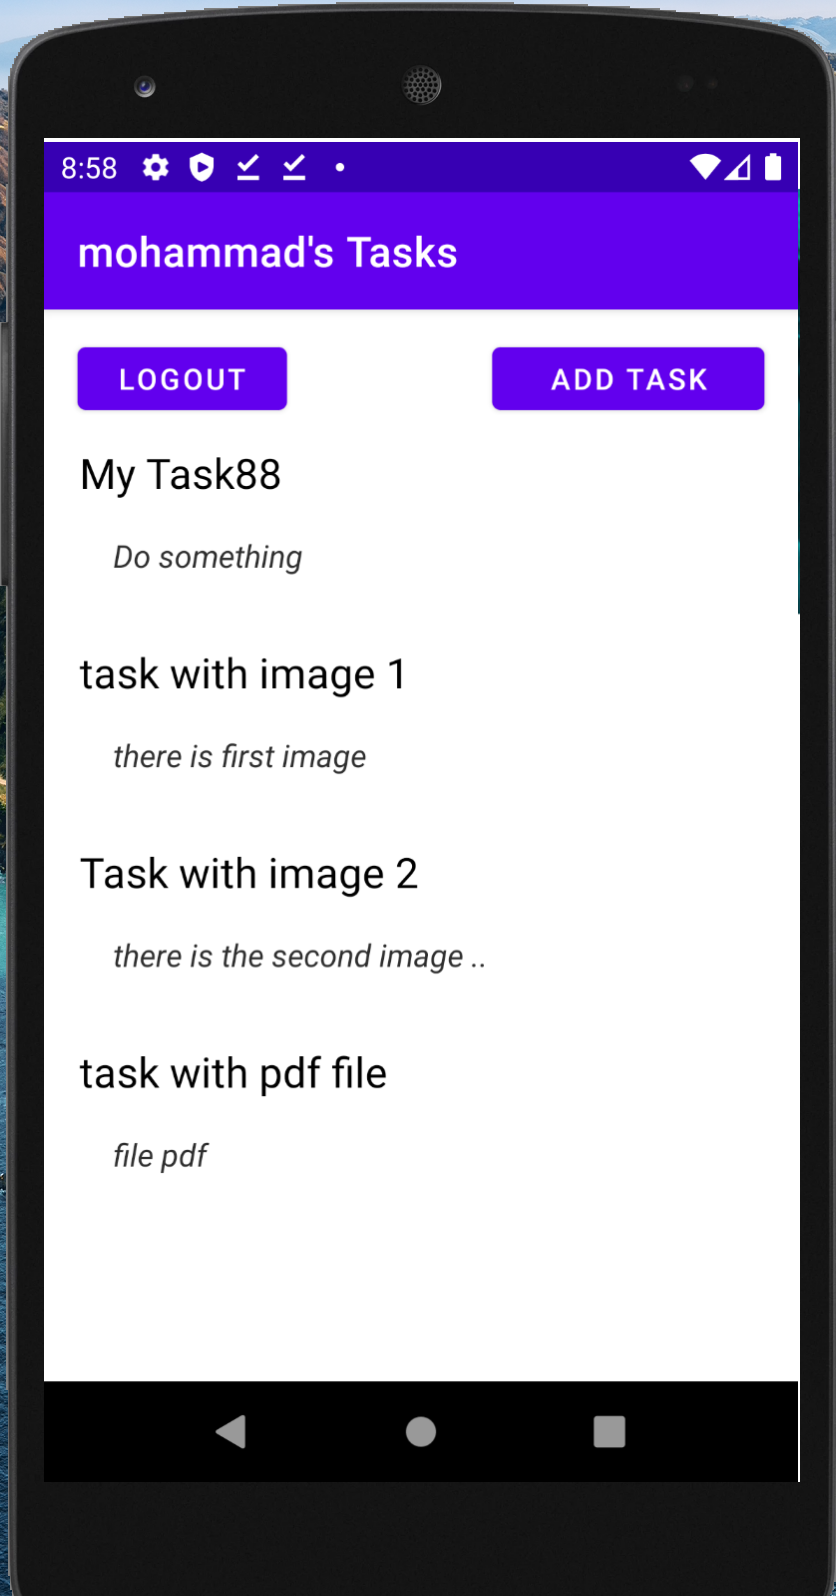 8:58
mohammad's Tasks
LOGOUT ADD TASK
My Task88
Do something
task with image 1
there is first image
Task with image 2
there is the second image ..
task with pdf file
file pdf